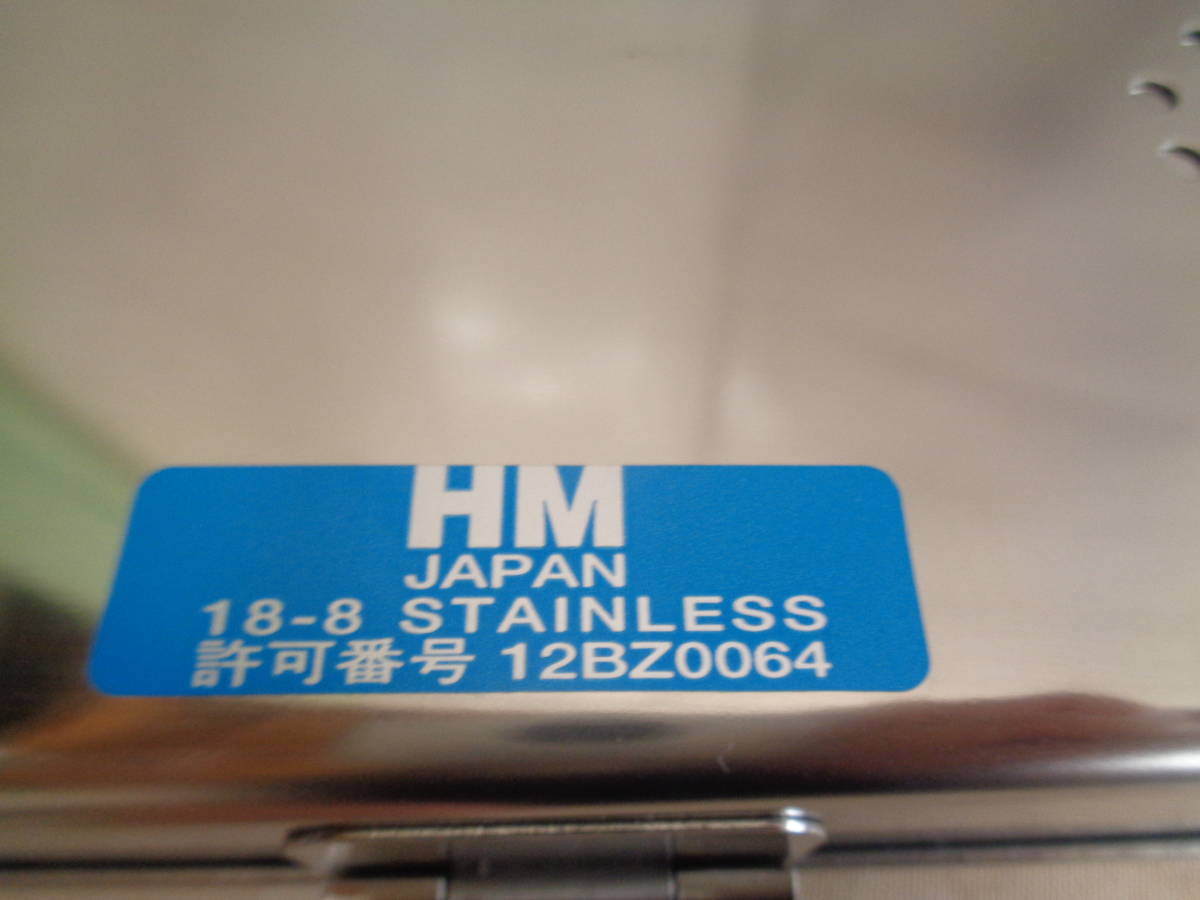 HM
JAPAN
18-8 STAINLESS
許可番号 12BZ0064